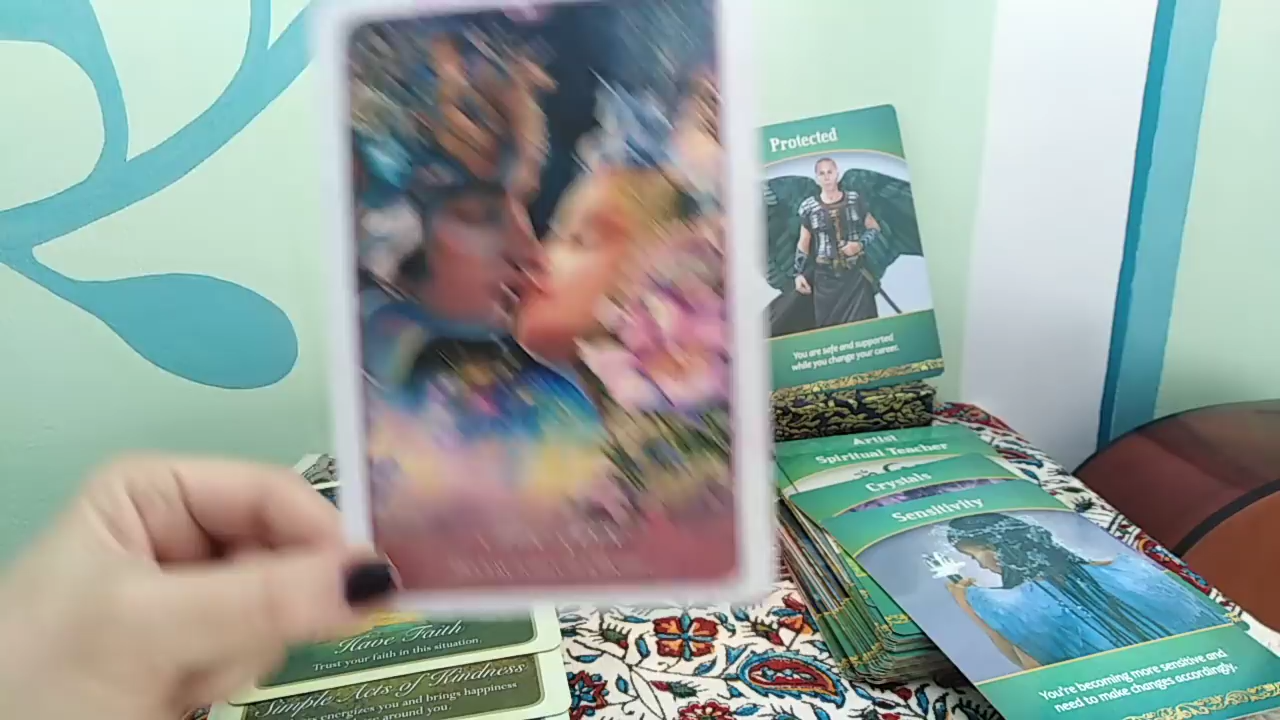 Protected
You are safe and supported
while you change your career.
Artist
Spiritual Teacher
Crystals
Sensitivity
You're becoming more sensitive and
need to make changes accordingly.
Have Faith
Trust your faith in this situation.
Simple Acts of Kindness
energizes you and brings happiness
around you.